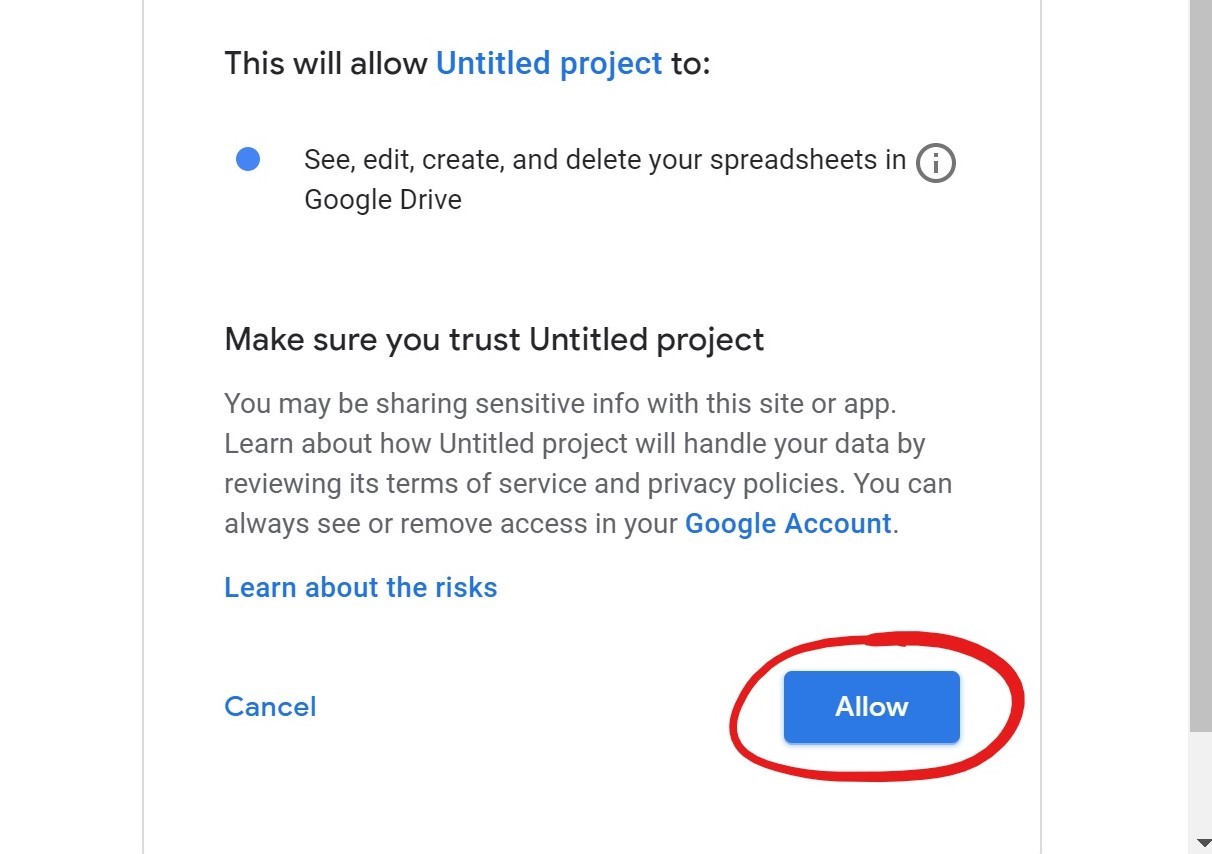 This will allow Untitled project to:
See, edit, create, and delete your spreadsheets in
Google Drive
Make sure you trust Untitled project
You may be sharing sensitive info with this site or app.
Learn about how Untitled project will handle your data by
reviewing its terms of service and privacy policies. You can
always see or remove access in your Google Account.
Learn about the risks
Cancel
Allow